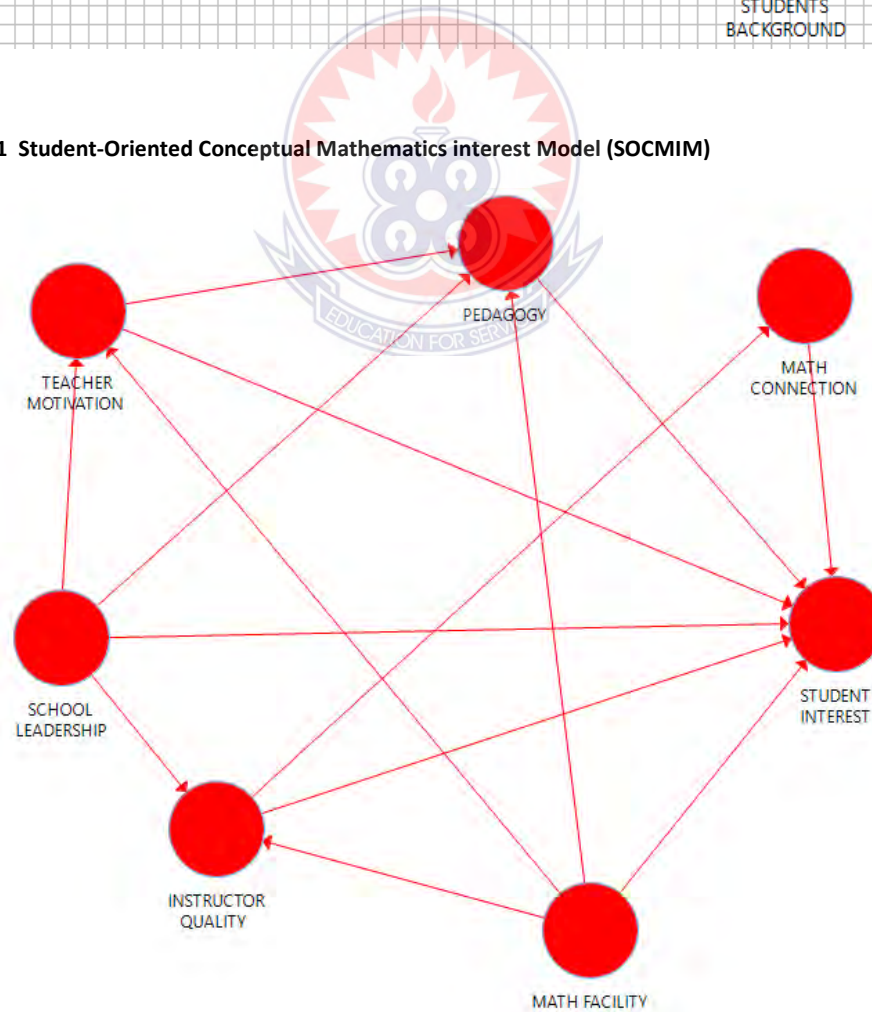 STUDENTS
BACKGROUND
1 Student-Oriented Conceptual Mathematics interest Model (SOCMIM)
PEDAGOGY
MATH
CONNECTION
TEACHER
MOTIVATION
EDUCATION FOR SERVICE
SCHOOL
LEADERSHIP
STUDENT
INTEREST
INSTRUCTOR
QUALITY
MATH FACILITY